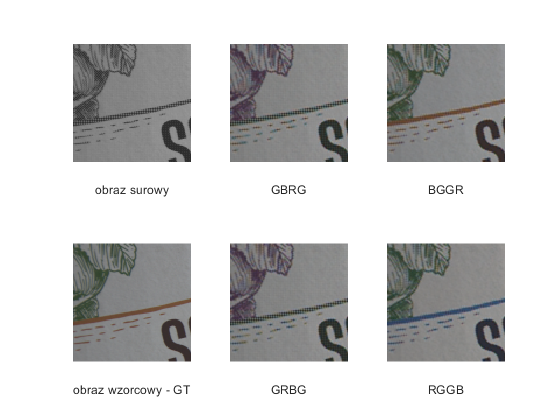 obraz surowy
GBRG
BGGR
obraz wzorcowy - GT
GRBG
RGGB